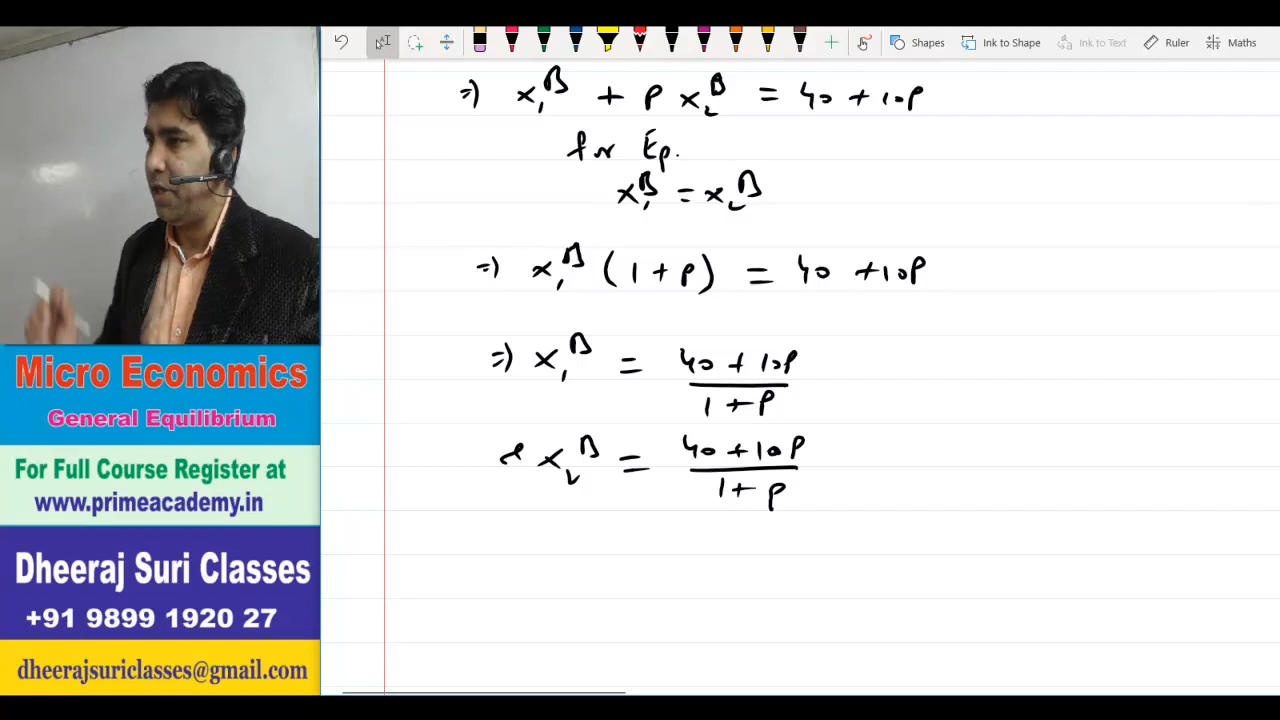 Shapes Ink to Shape Ink to Text Ruler Maths
⇒ x₁ᴮ + P x₂ᴮ = 40 + 10P
for Eq.
x₁ᴮ = x₂ᴮ
⇒ x₁ᴮ (1 + P) = 40 + 10P
⇒ x₁ᴮ = (40 + 10P) / (1 + P)
& x₂ᴮ = (40 + 10P) / (1 + P)
Micro Economics
General Equilibrium
For Full Course Register at
www.primeacademy.in
Dheeraj Suri Classes
+91 9899 1920 27
dheerajsuriclasses@gmail.com